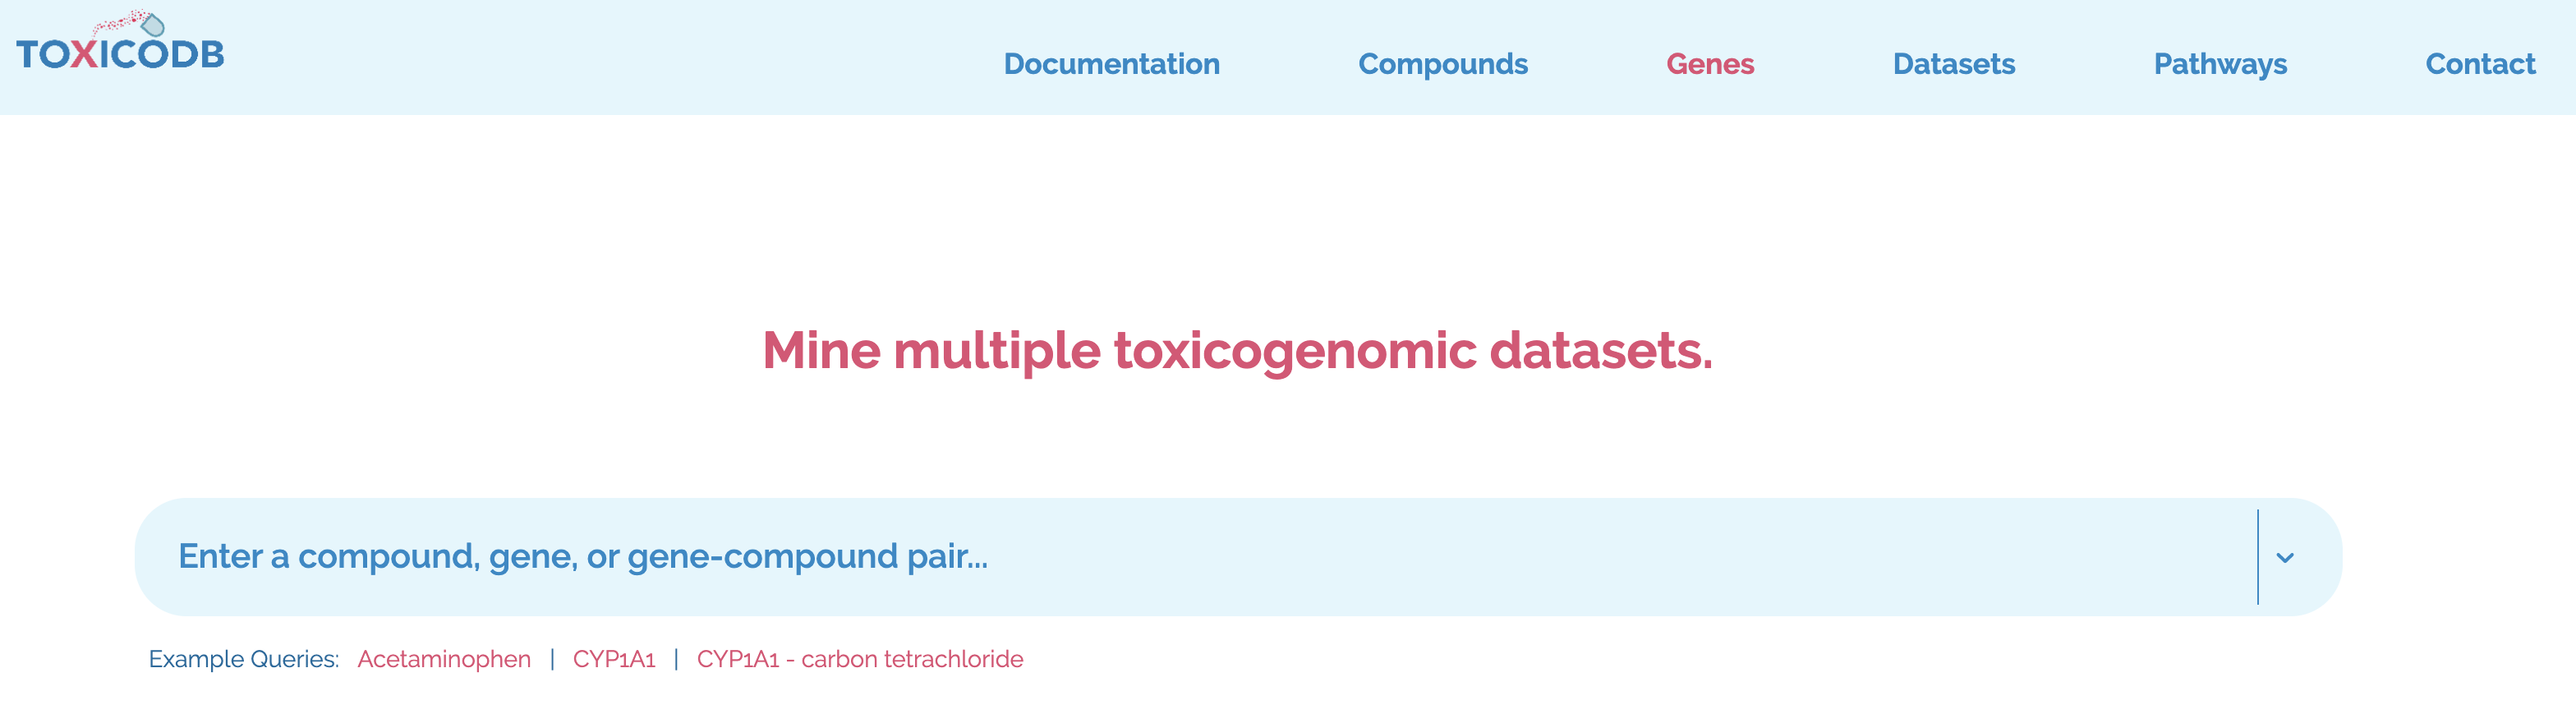 TOXICODB
Documentation Compounds Genes Datasets Pathways Contact
Mine multiple toxicogenomic datasets.
Enter a compound, gene, or gene-compound pair...
Example Queries: Acetaminophen | CYP1A1 | CYP1A1 - carbon tetrachloride